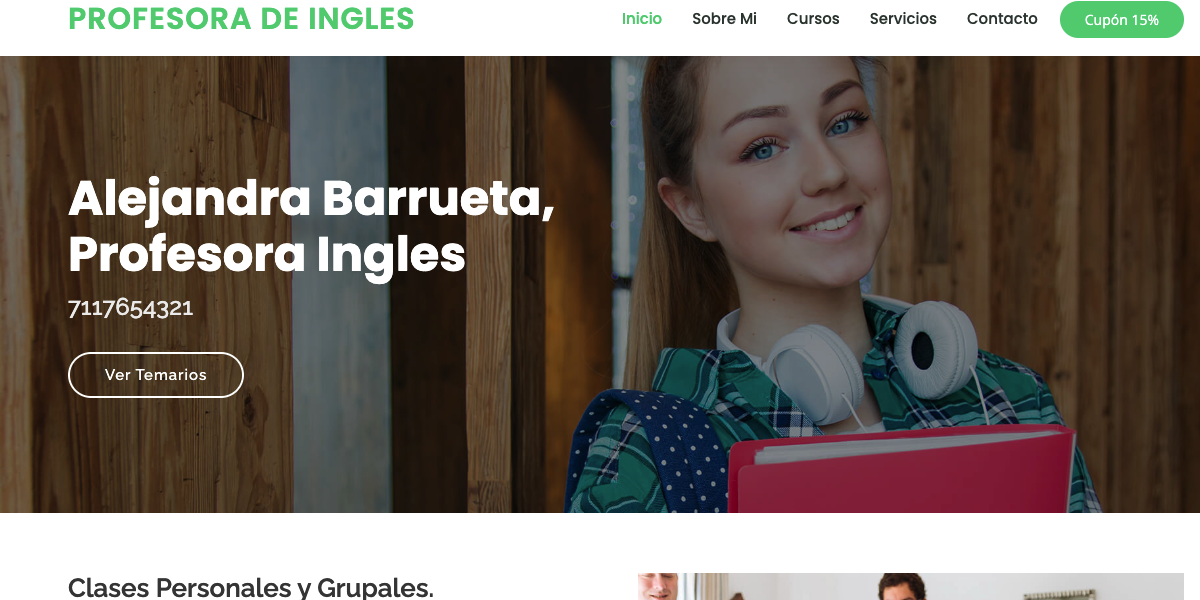 PROFESORA DE INGLES
Inicio Sobre Mi Cursos Servicios Contacto Cupón 15%
Alejandra Barrueta,
Profesora Ingles
7117654321
Ver Temarios
Clases Personales y Grupales.